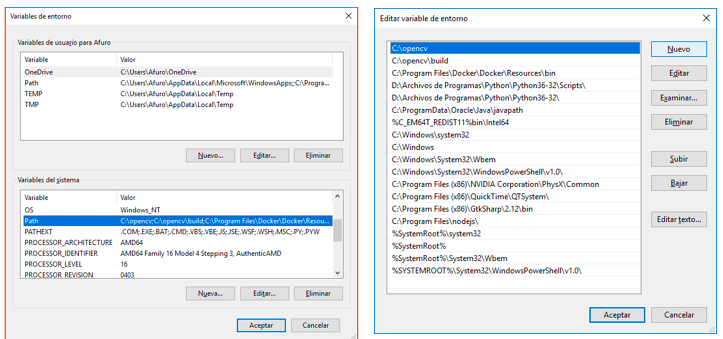 Variables de entorno
Variables de usuario para Afuro
Variable Valor
OneDrive C:\Users\Afuro\OneDrive
Path C:\Users\Afuro\AppData\Local\Microsoft\WindowsApps;;C:\Progra...
TEMP C:\Users\Afuro\AppData\Local\Temp
TMP C:\Users\Afuro\AppData\Local\Temp
Nuevo... Editar... Eliminar
Variables del sistema
Variable Valor
OS Windows_NT
Path C:\opencv;C:\opencv\build;C:\Program Files\Docker\Docker\Resou...
PATHEXT .COM;.EXE;.BAT;.CMD;.VBS;.VBE;.JS;.JSE;.WSF;.WSH;.MSC;.PY;.PYW
PROCESSOR_ARCHITECTURE AMD64
PROCESSOR_IDENTIFIER AMD64 Family 16 Model 4 Stepping 3, AuthenticAMD
PROCESSOR_LEVEL 16
PROCESSOR_REVISION 0403
Nueva... Editar... Eliminar
Aceptar Cancelar
Editar variable de entorno
C:\opencv
C:\opencv\build
C:\Program Files\Docker\Docker\Resources\bin
D:\Archivos de Programas\Python\Python36-32\Scripts\
D:\Archivos de Programas\Python\Python36-32\
C:\ProgramData\Oracle\Java\javapath
%C_EM64T_REDIST11%bin\Intel64
C:\Windows\system32
C:\Windows
C:\Windows\System32\Wbem
C:\Windows\System32\WindowsPowerShell\v1.0\
C:\Program Files (x86)\NVIDIA Corporation\PhysX\Common
C:\Program Files (x86)\QuickTime\QTSystem\
C:\Program Files (x86)\GtkSharp\2.12\bin
C:\Program Files\nodejs\
%SystemRoot%\system32
%SystemRoot%
%SystemRoot%\System32\Wbem
%SYSTEMROOT%\System32\WindowsPowerShell\v1.0\
Nuevo
Editar
Examinar...
Eliminar
Subir
Bajar
Editar texto...
Aceptar Cancelar